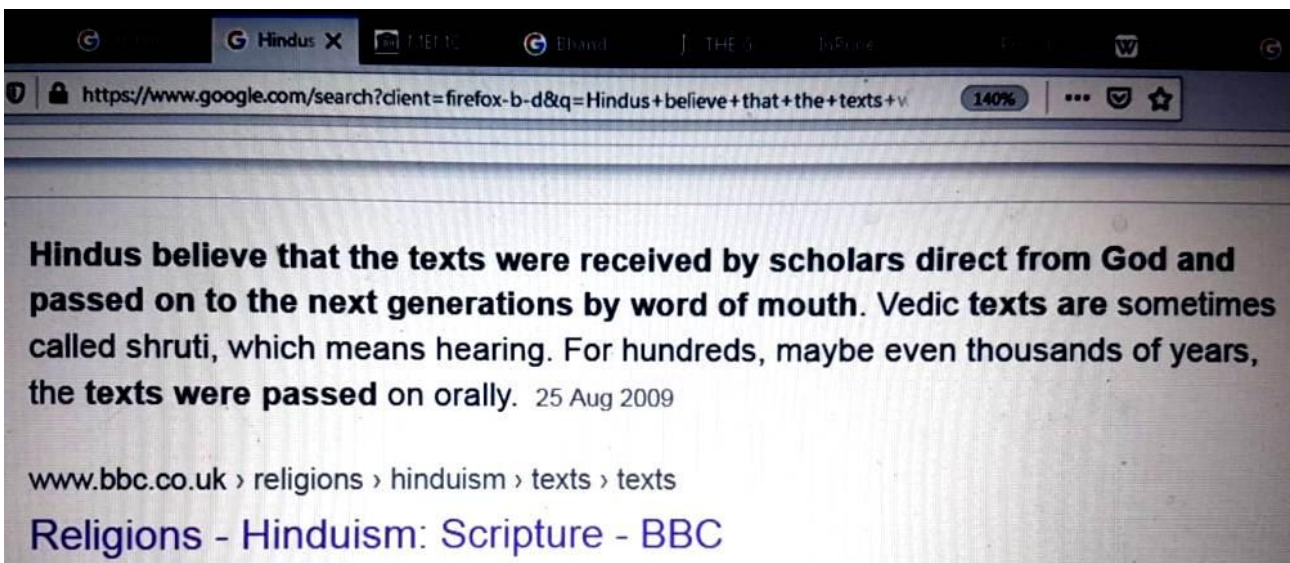 Hindus
Bhand
THE
https://www.google.com/search?client=firefox-b-d&q=Hindus+believe+that+the+texts+
140%
Hindus believe that the texts were received by scholars direct from God and
passed on to the next generations by word of mouth. Vedic texts are sometimes
called shruti, which means hearing. For hundreds, maybe even thousands of years,
the texts were passed on orally. 25 Aug 2009
www.bbc.co.uk › religions › hinduism › texts › texts
Religions - Hinduism: Scripture - BBC